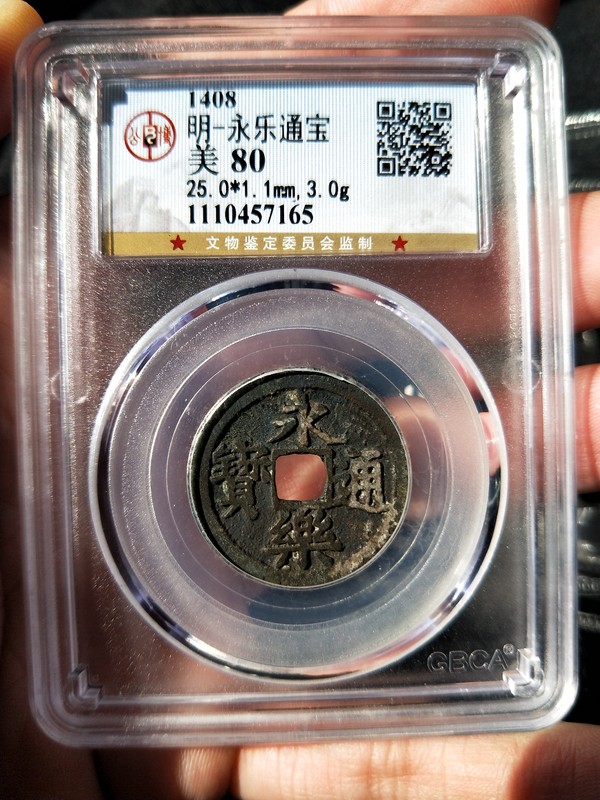 1408
明-永乐通宝
美 80
25.0*1.1mm,3.0g
1110457165
★ 文物鉴定委员会监制 ★
永樂通寶
GBCA®